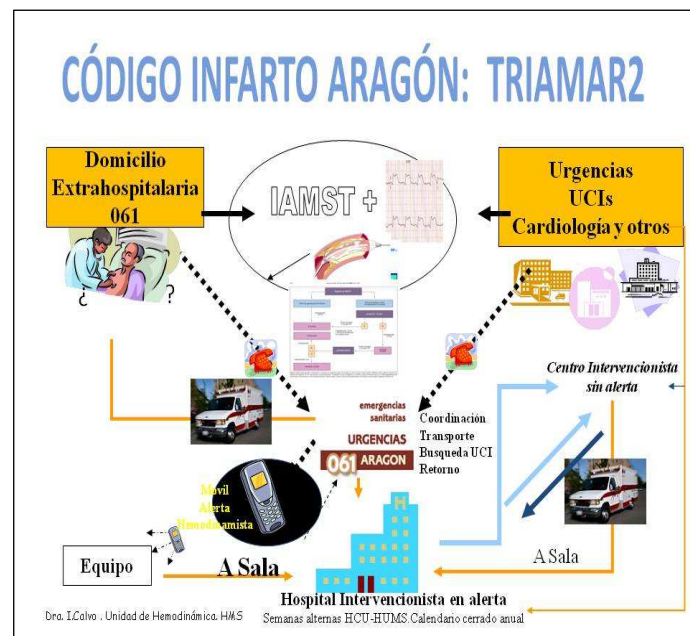 CÓDIGO INFARTO ARAGÓN: TRIAMAR2
Domicilio
Extrahospitalaria
061
IAMST +
Urgencias
UCIs
Cardiología y otros
¿ ?
Centro Intervencionista
sin alerta
emergencias
sanitarias
URGENCIAS
061 ARAGON
Coordinación
Transporte
Busqueda UCI
Retorno
Movil
Alerta
Hemodinamista
Equipo
A Sala
A Sala
H
Hospital Intervencionista en alerta
Semanas alternas HCU-HUMS. Calendario cerrado anual
Dra. I.Calvo . Unidad de Hemodinámica. HMS